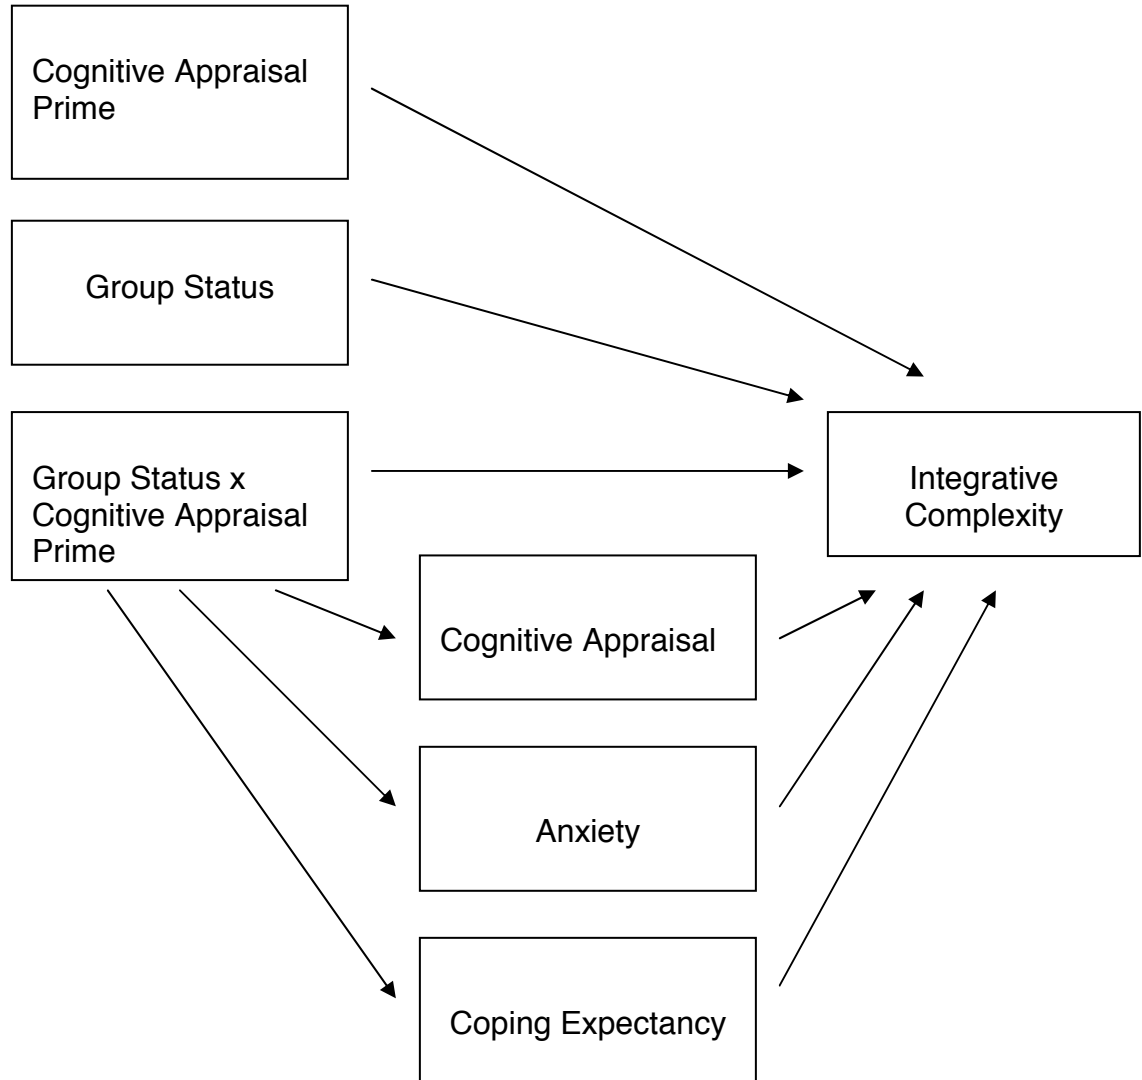 Cognitive Appraisal
Prime
Group Status
Group Status x
Cognitive Appraisal
Prime
Integrative
Complexity
Cognitive Appraisal
Anxiety
Coping Expectancy